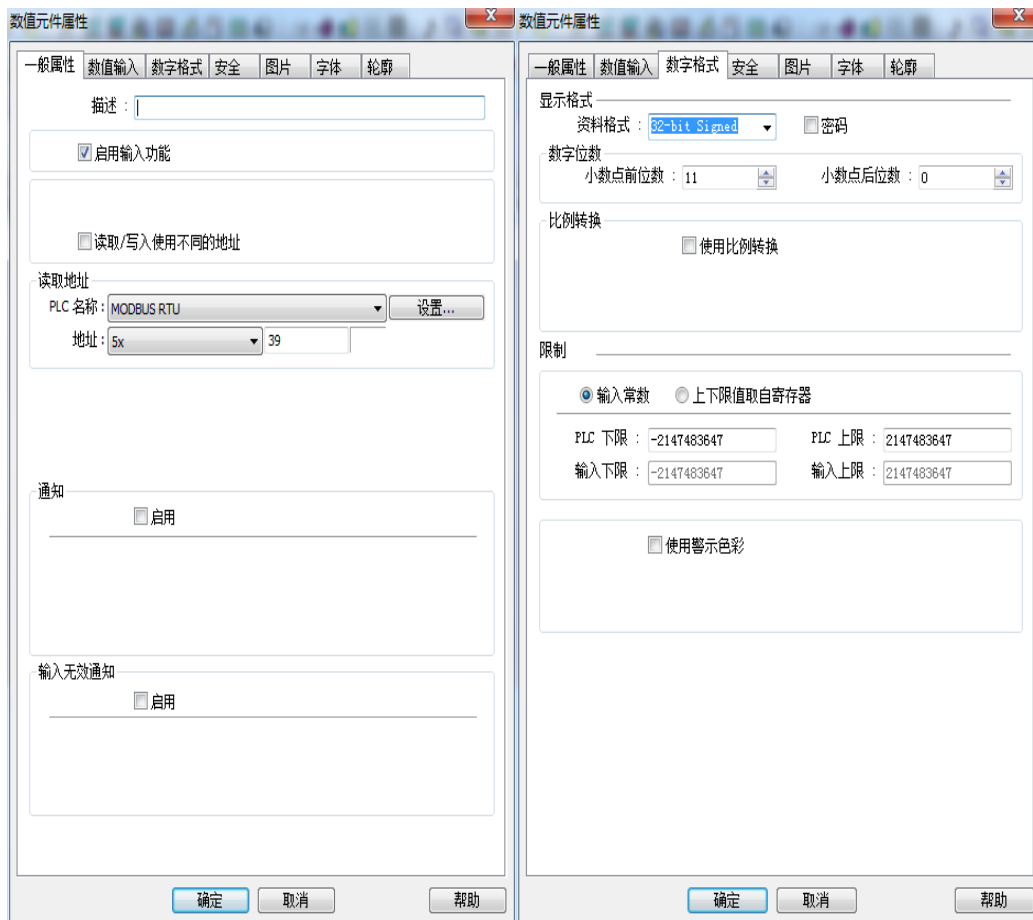 数值元件属性
一般属性 数值输入 数字格式 安全 图片 字体 轮廓
描述 :
启用输入功能
读取/写入使用不同的地址
读取地址
PLC 名称 : MODBUS RTU 设置...
地址 : 5x 39
通知
启用
输入无效通知
启用
确定 取消 帮助
数值元件属性
一般属性 数值输入 数字格式 安全 图片 字体 轮廓
显示格式
资料格式 : 32-bit Signed 密码
数字位数
小数点前位数 : 11 小数点后位数 : 0
比例转换
使用比例转换
限制
输入常数 上下限值取自寄存器
PLC 下限 : -2147483647 PLC 上限 : 2147483647
输入下限 : -2147483647 输入上限 : 2147483647
使用警示色彩
确定 取消 帮助